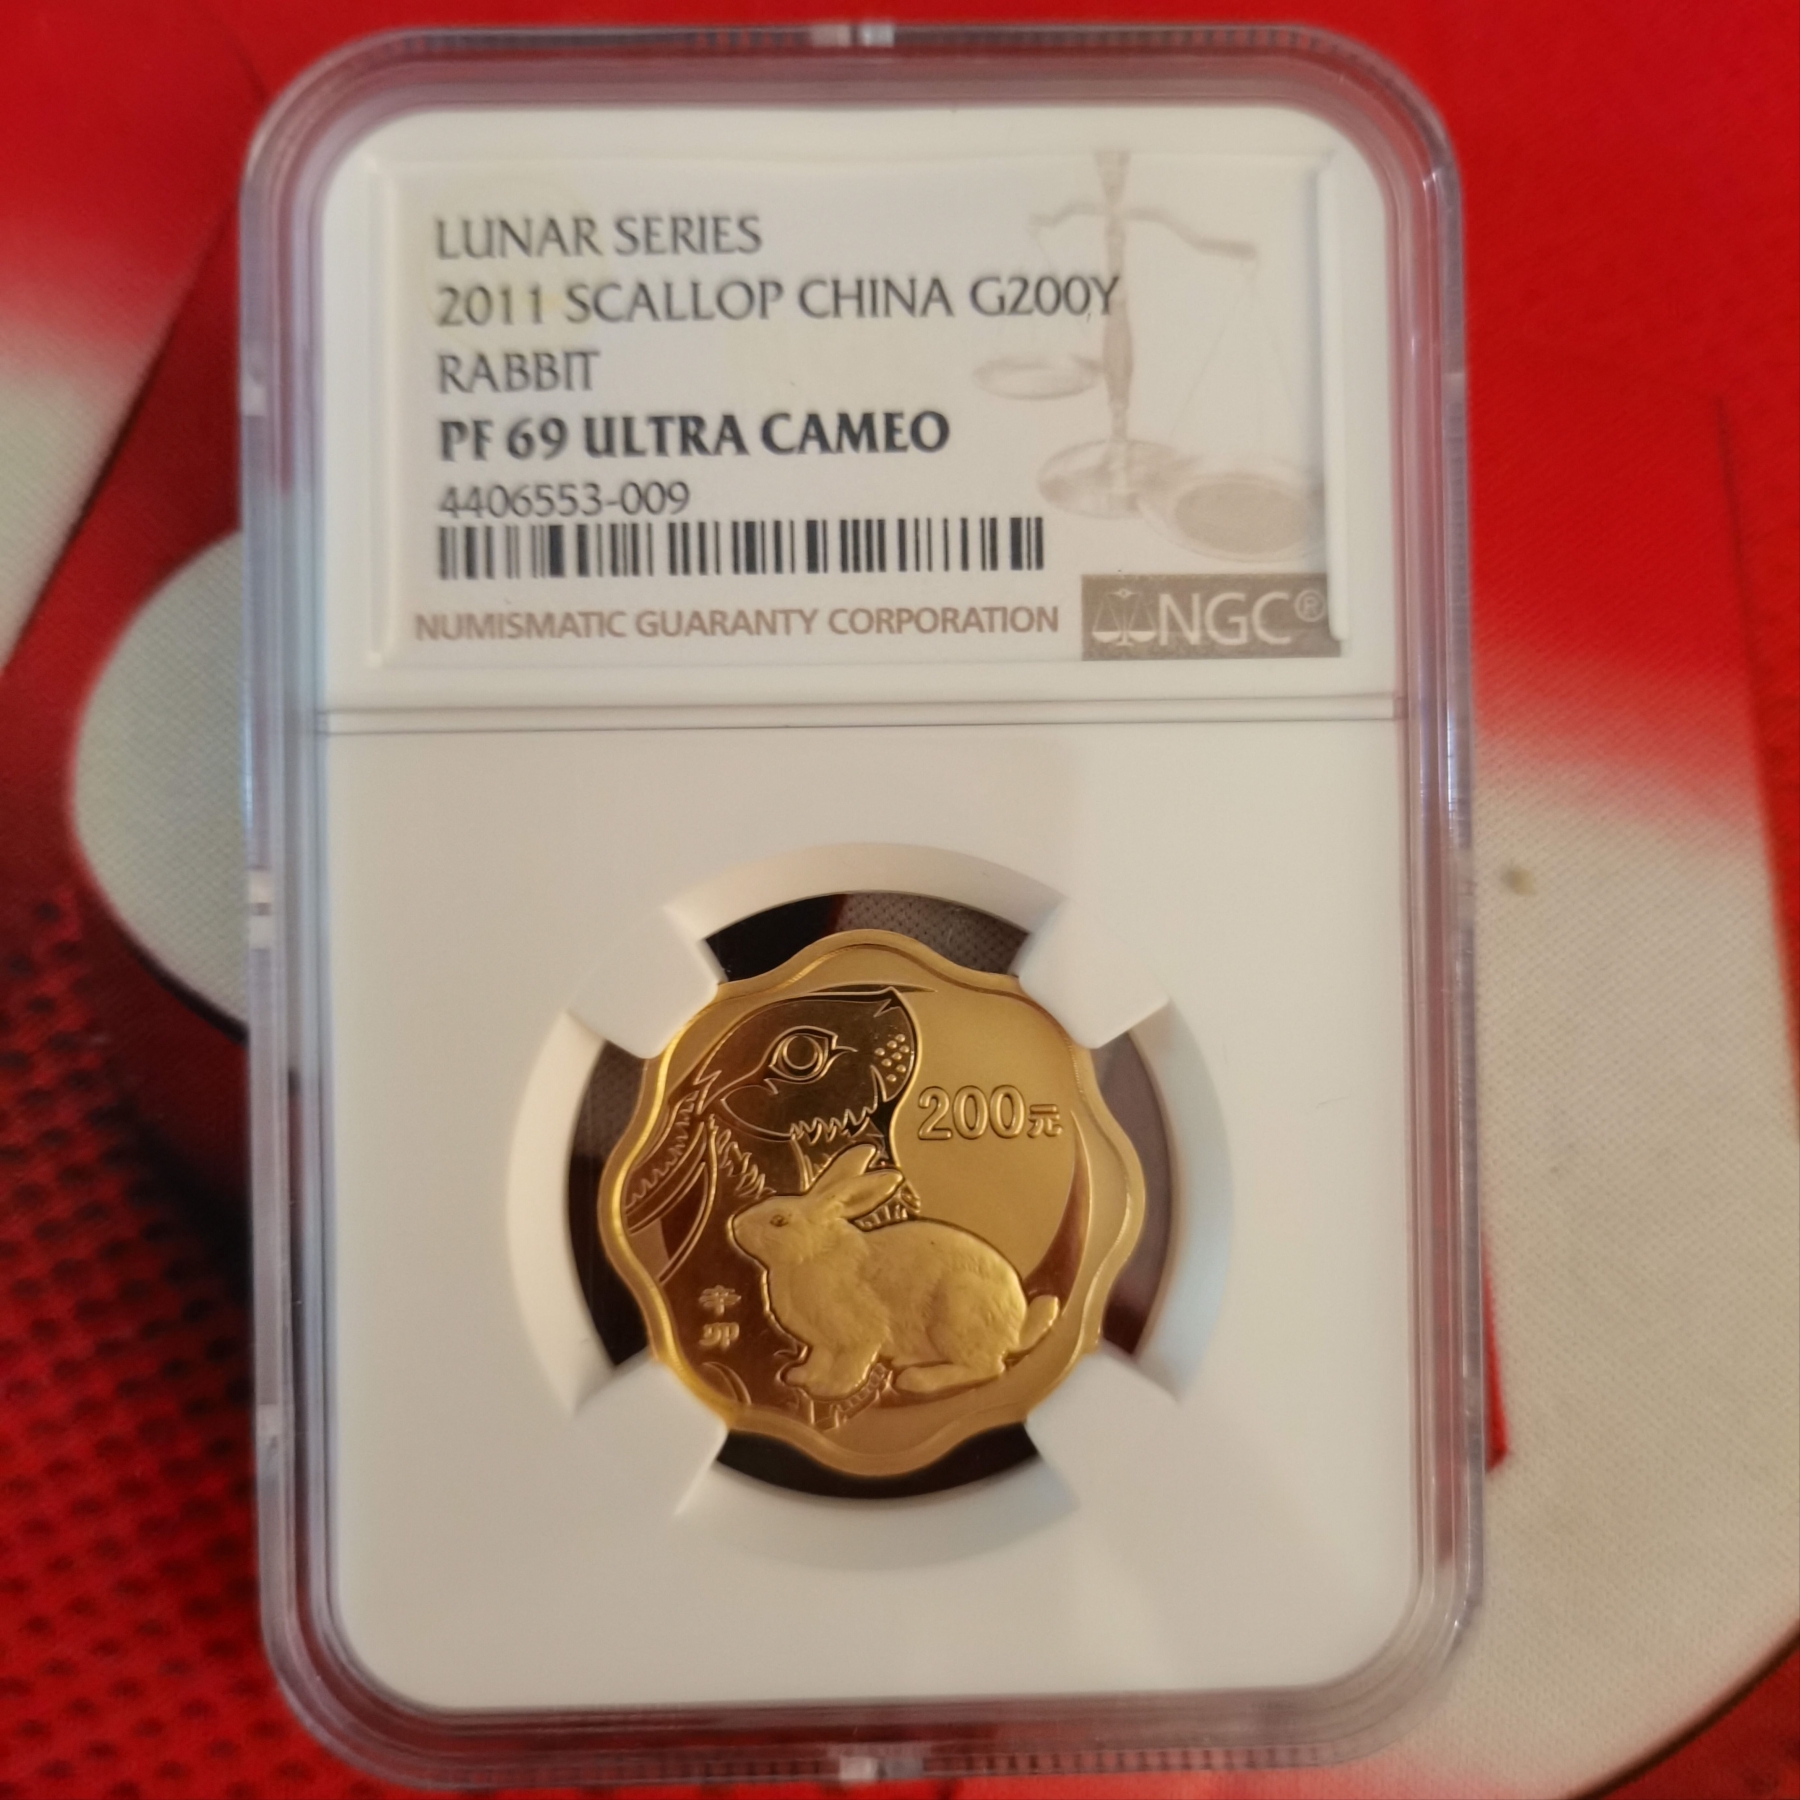 LUNAR SERIES
2011 SCALLOP CHINA G200Y
RABBIT
PF 69 ULTRA CAMEO
4406553-009
NUMISMATIC GUARANTY CORPORATION
NGC®
200元
辛
卯